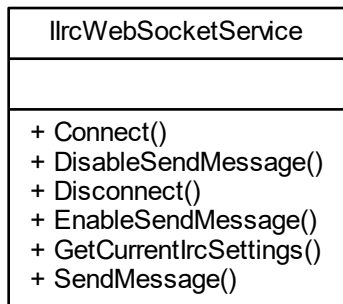 IIrcWebSocketService
+ Connect()
+ DisableSendMessage()
+ Disconnect()
+ EnableSendMessage()
+ GetCurrentIrcSettings()
+ SendMessage()